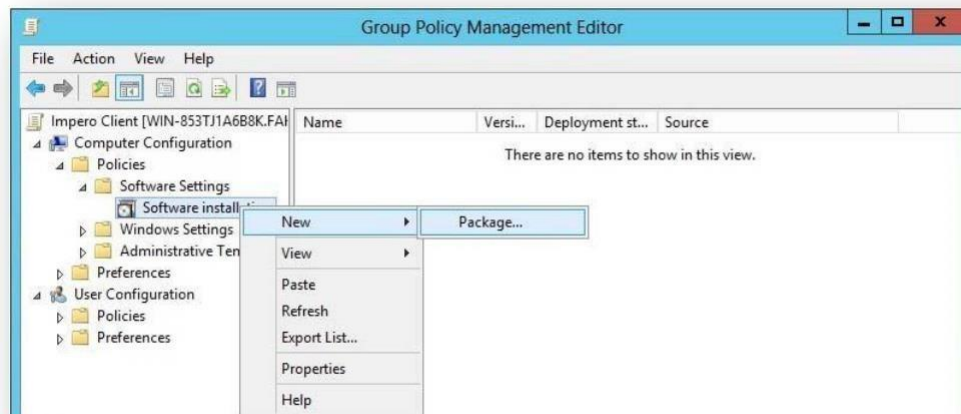 Group Policy Management Editor
File Action View Help
Impero Client [WIN-853TJ1A6B8K.FAH
Name Versi... Deployment st... Source
Computer Configuration
There are no items to show in this view.
Policies
Software Settings
Software install
New
Package...
Windows Settings
Administrative Ten
View
Preferences
Paste
User Configuration
Refresh
Policies
Export List...
Preferences
Properties
Help